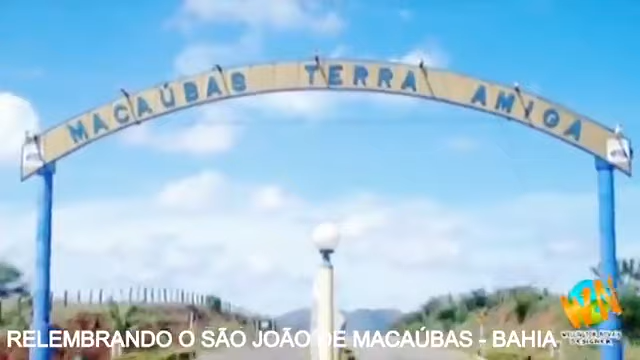 MACAÚBAS TERRA AMIGA
RELEMBRANDO O SÃO JOÃO DE MACAÚBAS - BAHIA